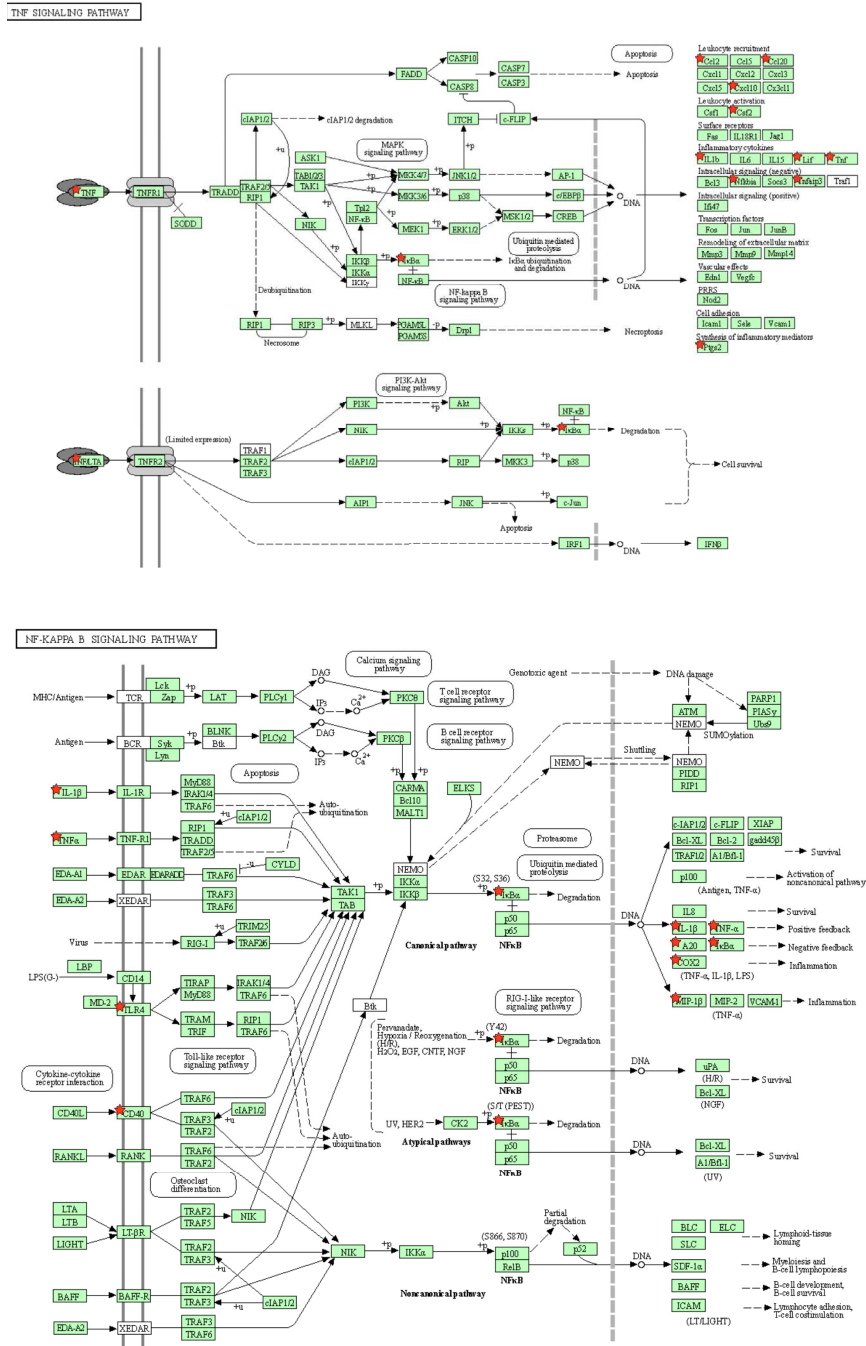 TNF SIGNALING PATHWAY
Apoptosis
Leukocyte recruitment
Ccl2 Ccl5 Ccl20
Cxcl1 Cxcl2 Cxcl3
Cxcl5 Cxcl10 Cx3cl1
Leukocyte activation
Csf1 Csf2
Surface receptors
Fas IL18R1 Jag1
Inflammatory cytokines
IL1b IL6 IL15 Lif Tnf
Intracellular signaling (negative)
Bcl3 Nfkbia Socs3 Tnfaip3 Traf1
Intracellular signaling (positive)
Ifi47
Transcription factors
Fos Jun JunB
Remodeling of extracellular matrix
Mmp3 Mmp9 Mmp14
Vascular effects
Edn1 Vegfc
PRRS
Nod2
Cell adhesion
Icam1 Sele Vcam1
Synthesis of inflammatory mediators
Ptgs2
CASP10
FADD
CASP7
CASP3
Apoptosis
CASP8
cIAP1/2
cIAP1/2 degradation
ITCH
c-FLIP
+u
+p
MAPK
signaling pathway
ASK1
TAB1/2/3
TAK1
+p
+p
+p
MKK4/7
+p
JNK1/2
AP-1
TNF
TNFR1
TRADD
TRAF2/5
RIP1
MKK3/6
p38
c/EBPβ
DNA
SODD
NIK
Tpl2
NF-κB
+p
+p
+p
MEK1
ERK1/2
MSK1/2
CREB
Ubiquitin mediated
proteolysis
IKKβ
IKKα
IKKγ
+p
IκBα
NF-κB
IκBα ubiquitination
and degradation
DNA
NF-kappa B
signaling pathway
Deubiquitination
RIP1
RIP3
+p
MLKL
PGAM5L
PGAM5S
-p
Drp1
Necroptosis
Necrosome
PI3K-Akt
signaling pathway
PI3K
+p
Akt
NF-κB
(Limited expression)
NIK
+p
IKKs
+p
IκBα
Degradation
TNF/LTA
TNFR2
TRAF1
TRAF2
TRAF3
cIAP1/2
RIP
MKK3
+p
p38
Cell survival
AIP1
JNK
+p
c-Jun
Apoptosis
IRF1
DNA
IFNβ
NF-KAPPA B SIGNALING PATHWAY
Calcium signaling
pathway
T cell receptor
signaling pathway
B cell receptor
signaling pathway
Genotoxic agent
DNA damage
MHC/Antigen
TCR
Lck
Zap
+p
LAT
PLCγ1
DAG
IP3
Ca2+
PKCθ
ATM
NEMO
PARP1
PIASy
Ubs9
SUMOylation
Antigen
BCR
Syk
Lyn
+p
BLNK
Btk
PLCγ2
DAG
IP3
Ca2+
PKCβ
Shuttling
NEMO
NEMO
PIDD
RIP1
Apoptosis
+p
+p
CARMA
Bcl10
MALT1
ELKS
IL-1β
IL-1R
MyD88
IRAK1/4
TRAF6
Auto-
ubiquitination
+u
cIAP1/2
TNFα
TNF-R1
RIP1
TRADD
TRAF2/5
Proteasome
Ubiquitin mediated
proteolysis
c-IAP1/2 c-FLIP XIAP
Bcl-XL Bcl-2 gadd45β
TRAF1/2 A1/Bfl-1
Survival
EDA-A1
EDAR
EDARADD
TRAF6
-u
CYLD
NEMO
IKKα
IKKβ
p100
(Antigen, TNF-α)
Activation of
noncanonical pathway
EDA-A2
XEDAR
TRAF3
TRAF6
TAK1
TAB
+p
(S32, S36)
+p
IκBα
Degradation
p50
p65
NFκB
Canonical pathway
DNA
IL8
Survival
IL-1β TNF-α
Positive feedback
A20 IκBα
Negative feedback
COX2
Inflammation
(TNF-α, IL-1β, LPS)
MIP-1β MIP-2 VCAM-1
Inflammation
(TNF-α)
Virus
RIG-I
+u
TRIM25
TRAF2/6
LPS(G-)
LBP
CD14
MD-2
TLR4
TIRAP
MyD88
IRAK1/4
TRAF6
TRAM
TRIF
RIP1
TRAF6
Btk
RIG-I-like receptor
signaling pathway
Toll-like receptor
signaling pathway
Pervanadate,
Hypoxia / Reoxygenation
(H/R),
H2O2, EGF, CNTF, NGF
+p
(Y42)
IκBα
Degradation
p50
p65
NFκB
DNA
uPA
(H/R)
Bcl-XL
(NGF)
Survival
Cytokine-cytokine
receptor interaction
CD40L
CD40
TRAF6
TRAF3
TRAF2
+u
cIAP1/2
UV, HER2
CK2
+p
(S/T (PEST))
IκBα
Degradation
p50
p65
NFκB
Atypical pathways
Auto-
ubiquitination
DNA
Bcl-XL
A1/Bfl-1
(UV)
Survival
RANKL
RANK
TRAF6
TRAF2
Osteoclast
differentiation
LTA
LTB
LIGHT
LT-βR
TRAF2
TRAF5
NIK
TRAF2
TRAF3
+u
NIK
+p
IKKα
+p
(S866, S870)
p100
RelB
NFκB
Partial
degradation
p52
DNA
Noncanonical pathway
BLC ELC
SLC
Lymphoid-tissue
homing
SDF-1α
Myeloiesis and
B-cell lymphopoiesis
BAFF
B-cell development,
B-cell survival
ICAM
Lymphocyte adhesion,
T-cell costimulation
(LT/LIGHT)
BAFF
BAFF-R
TRAF2
TRAF3
+u
cIAP1/2
EDA-A2
XEDAR
TRAF3
TRAF6